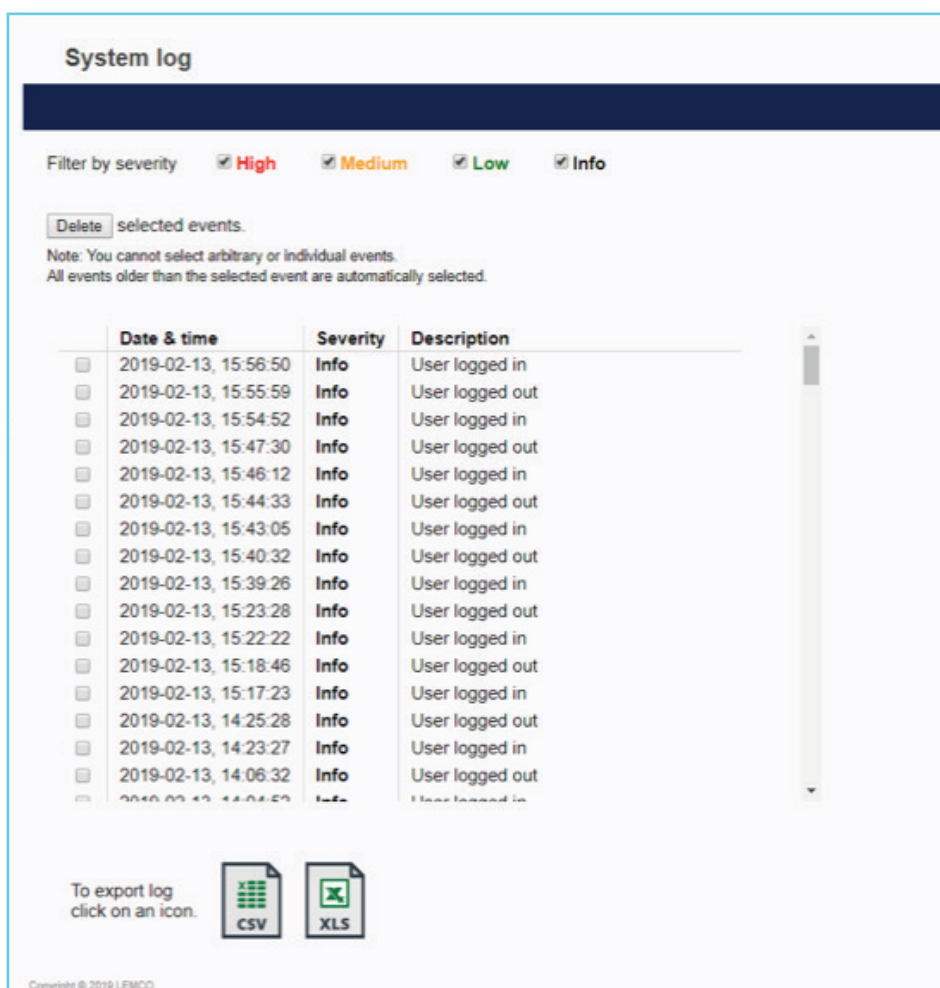 System log
Filter by severity High Medium Low Info
Delete selected events.
Note: You cannot select arbitrary or individual events.
All events older than the selected event are automatically selected.
Date & time Severity Description
2019-02-13, 15:56:50 Info User logged in
2019-02-13, 15:55:59 Info User logged out
2019-02-13, 15:54:52 Info User logged in
2019-02-13, 15:47:30 Info User logged out
2019-02-13, 15:46:12 Info User logged in
2019-02-13, 15:44:33 Info User logged out
2019-02-13, 15:43:05 Info User logged in
2019-02-13, 15:40:32 Info User logged out
2019-02-13, 15:39:26 Info User logged in
2019-02-13, 15:23:28 Info User logged out
2019-02-13, 15:22:22 Info User logged in
2019-02-13, 15:18:46 Info User logged out
2019-02-13, 15:17:23 Info User logged in
2019-02-13, 14:25:28 Info User logged out
2019-02-13, 14:23:27 Info User logged in
2019-02-13, 14:06:32 Info User logged out
Info User logged in
To export log
click on an icon.
CSV XLS
Copyright © 2019 LEMCO